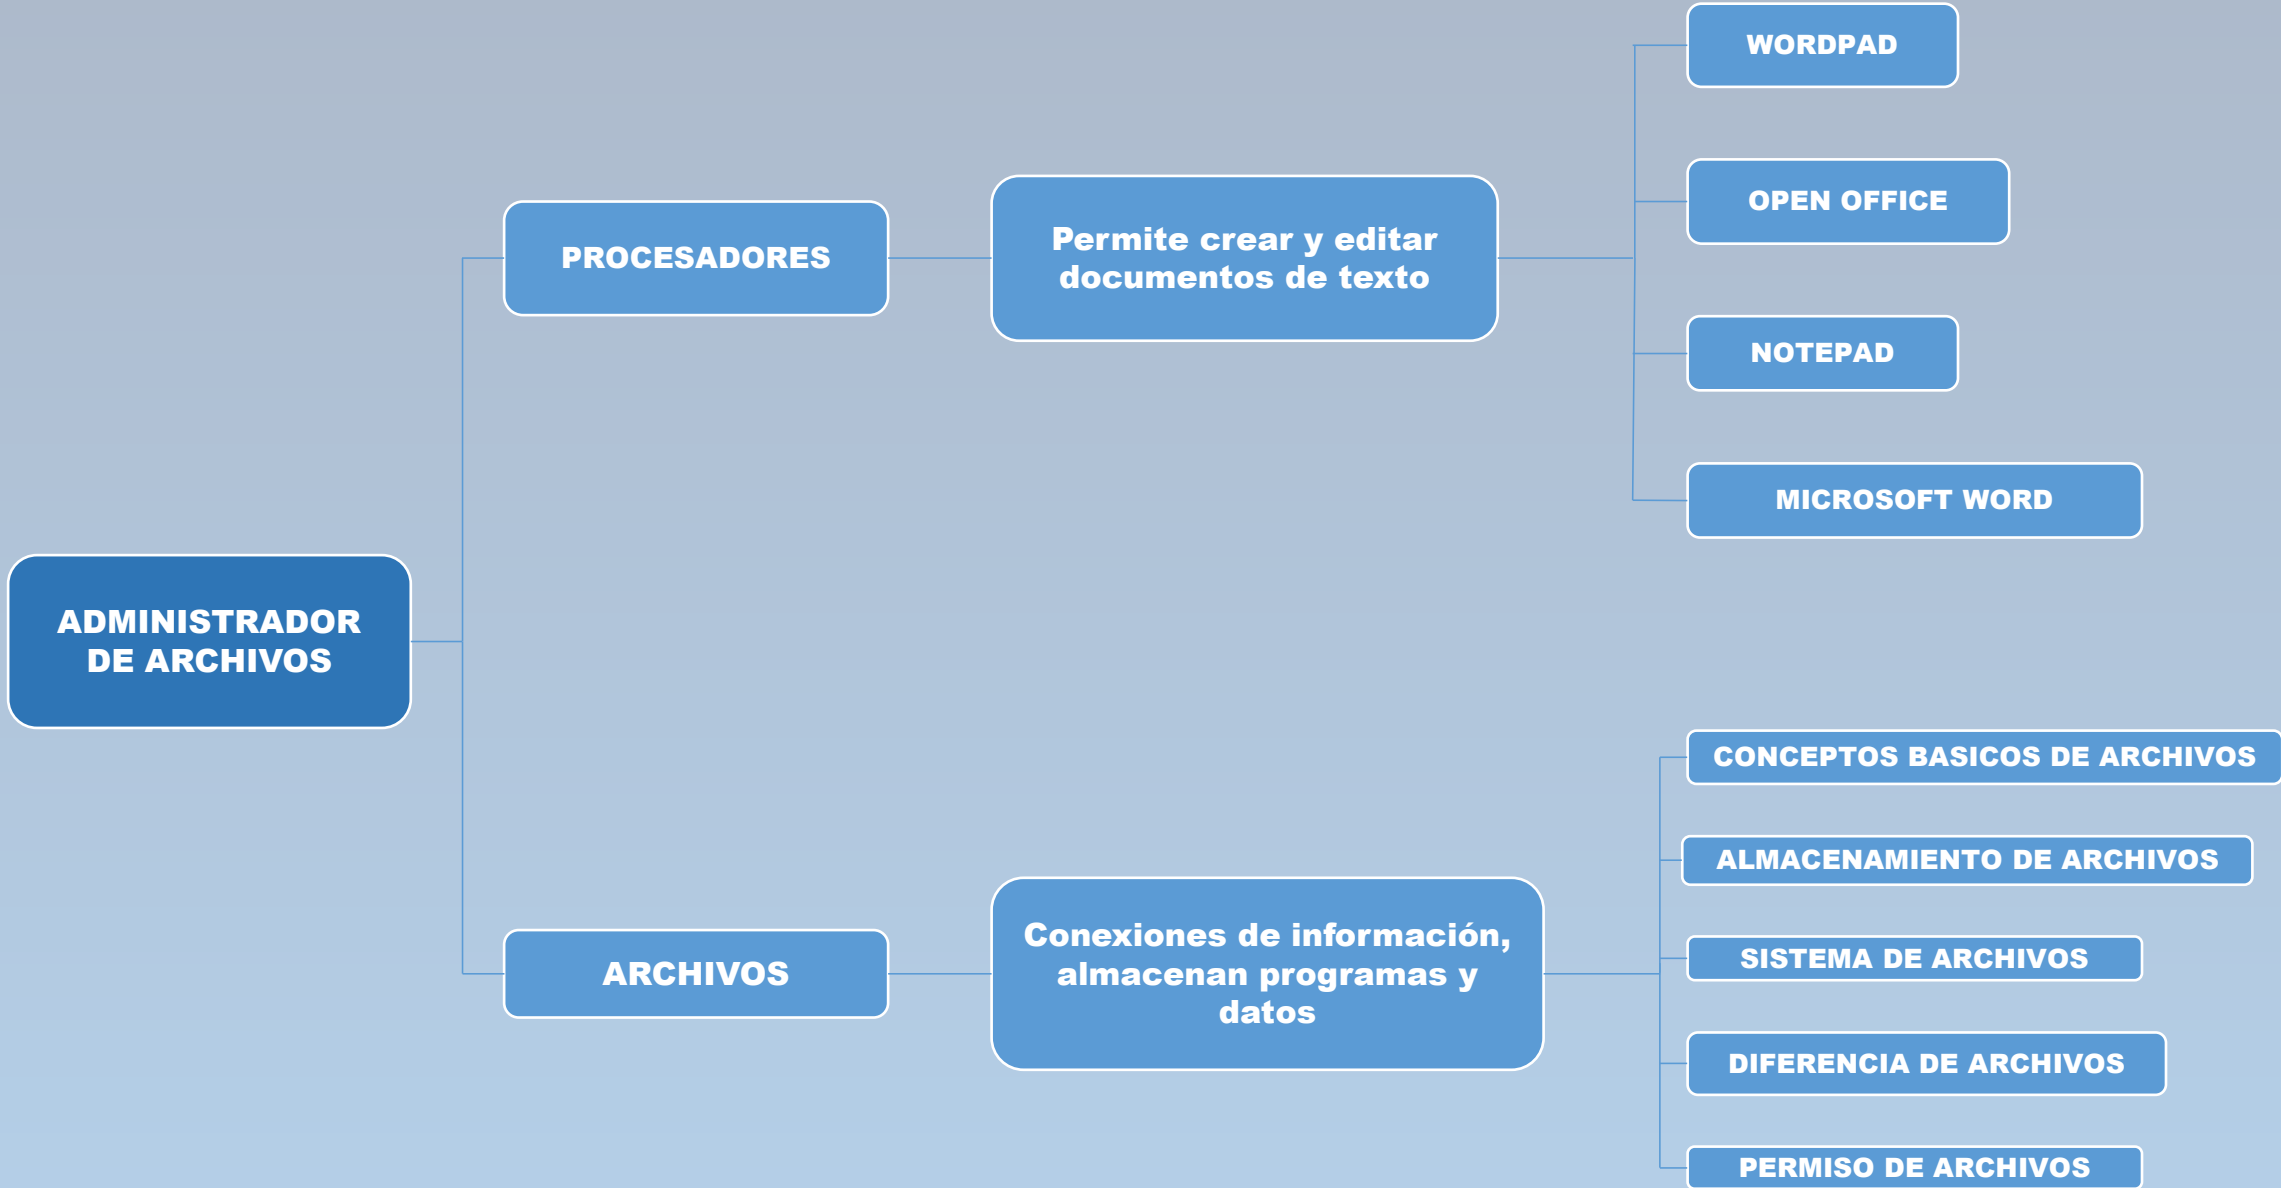 ADMINISTRADOR
DE ARCHIVOS
PROCESADORES
Permite crear y editar
documentos de texto
WORDPAD
OPEN OFFICE
NOTEPAD
MICROSOFT WORD
ARCHIVOS
Conexiones de información,
almacenan programas y
datos
CONCEPTOS BASICOS DE ARCHIVOS
ALMACENAMIENTO DE ARCHIVOS
SISTEMA DE ARCHIVOS
DIFERENCIA DE ARCHIVOS
PERMISO DE ARCHIVOS